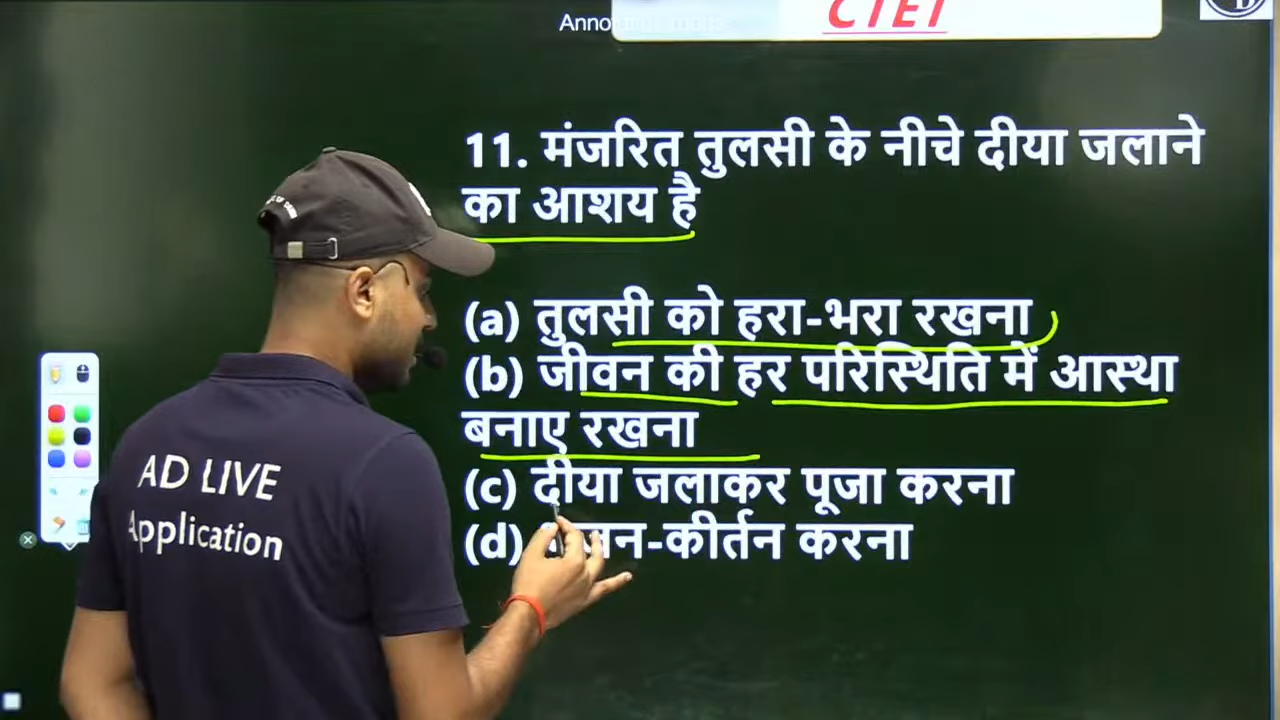 CTET
11. मंजरित तुलसी के नीचे दीया जलाने
का आशय है
(a) तुलसी को हरा-भरा रखना
(b) जीवन की हर परिस्थिति में आस्था
बनाए रखना
(c) दीया जलाकर पूजा करना
(d) कीर्तन करना
AD LIVE
Application